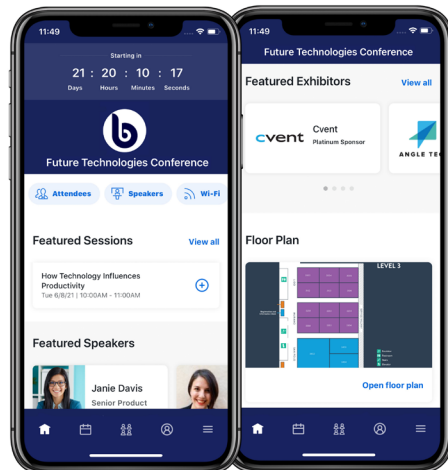 11:49
Starting in
21 : 20 : 10 : 17
Days Hours Minutes Seconds
b
Future Technologies Conference
Attendees
Speakers
Wi-Fi
Featured Sessions
View all
How Technology Influences
Productivity
Tue 6/8/21 | 10:00AM - 11:00AM
Featured Speakers
Janie Davis
Senior Product
11:49
Future Technologies Conference
Featured Exhibitors
View all
cvent
Cvent
Platinum Sponsor
ANGLE TE
Floor Plan
LEVEL 3
Open floor plan